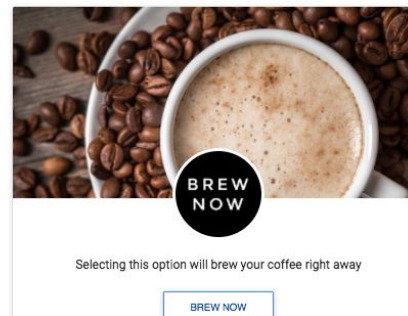 BREW
NOW
Selecting this option will brew your coffee right away
BREW NOW